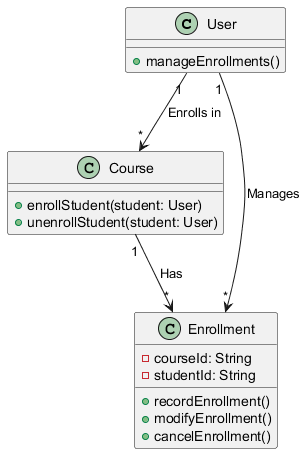 C User
manageEnrollments()
1 1
Enrolls in
*
C Course
enrollStudent(student: User)
unenrollStudent(student: User)
Manages
1
Has
* *
C Enrollment
courseId: String
studentId: String
recordEnrollment()
modifyEnrollment()
cancelEnrollment()